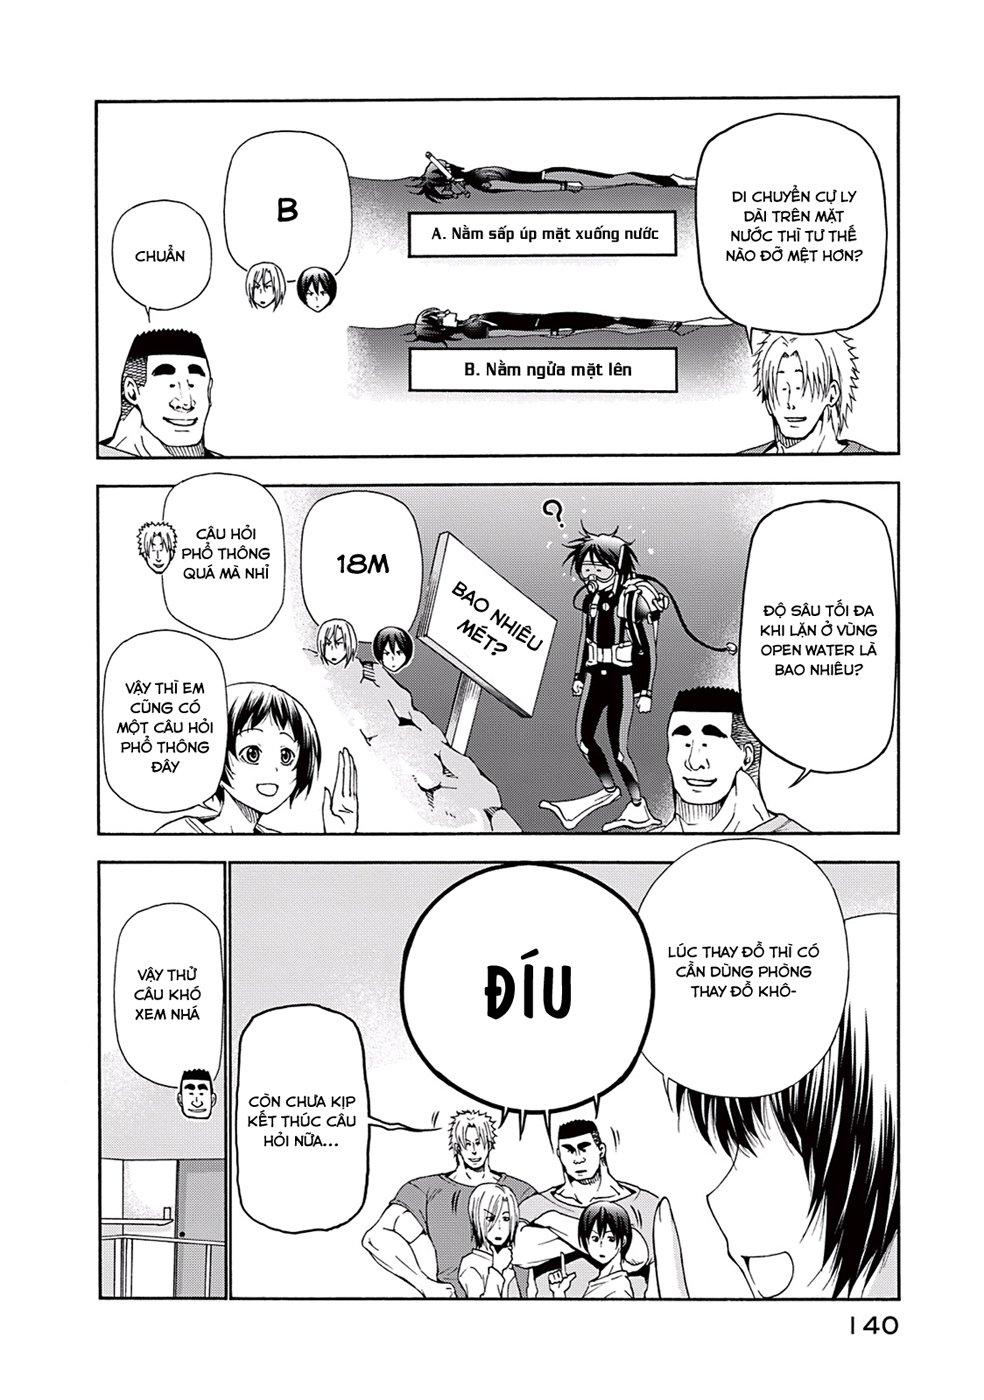 DI CHUYỂN CỰ LY
DÀI TRÊN MẶT
NƯỚC THÌ TƯ THẾ
NÀO ĐỠ MỆT HƠN?
A. Nằm sấp úp mặt xuống nước
B. Nằm ngửa mặt lên
B
CHUẨN
ĐỘ SÂU TỐI ĐA
KHI LẶN Ở VÙNG
OPEN WATER LÀ
BAO NHIÊU?
?
BAO NHIÊU
MÉT?
18M
CÂU HỎI
PHỔ THÔNG
QUÁ MÀ NHỈ
VẬY THÌ EM
CŨNG CÓ
MỘT CÂU HỎI
PHỔ THÔNG
ĐÂY
LÚC THAY ĐỒ THÌ CÓ
CẦN DÙNG PHÒNG
THAY ĐỒ KHÔ-
ĐÍU
CÒN CHƯA KỊP
KẾT THÚC CÂU
HỎI NỮA...
VẬY THỬ
CÂU KHÓ
XEM NHÁ
140